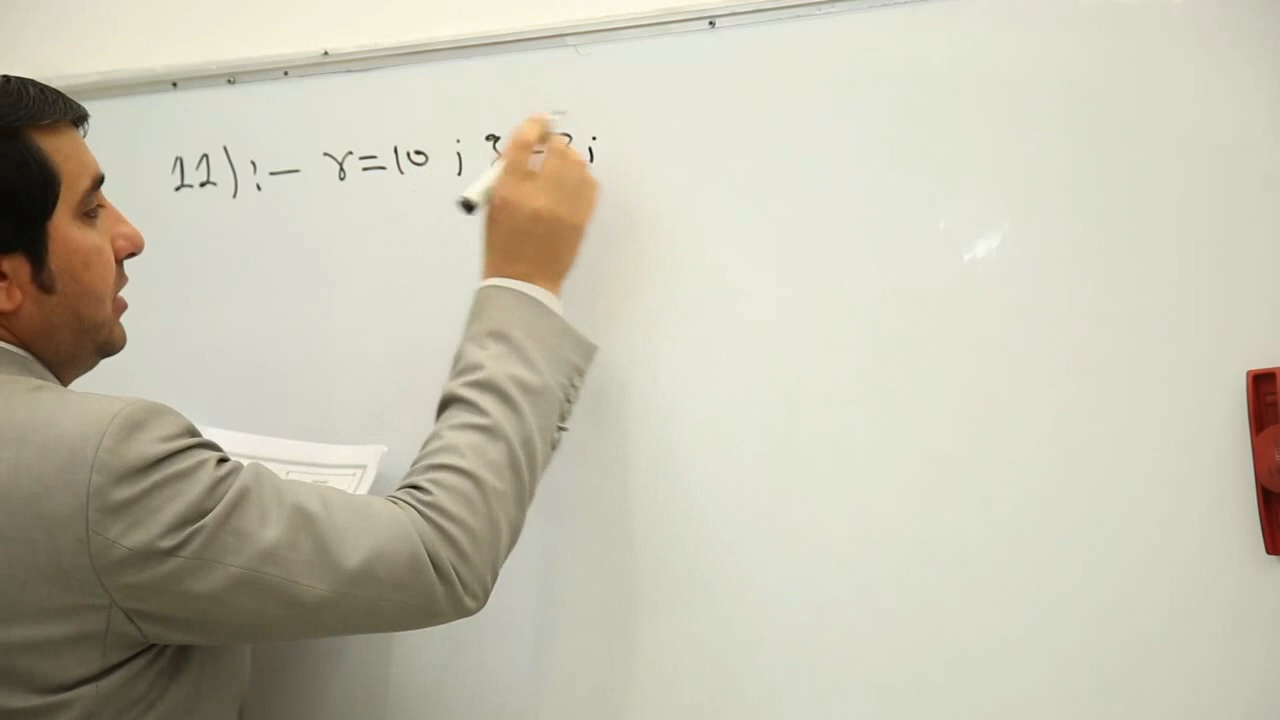 11) :- r=10 ;